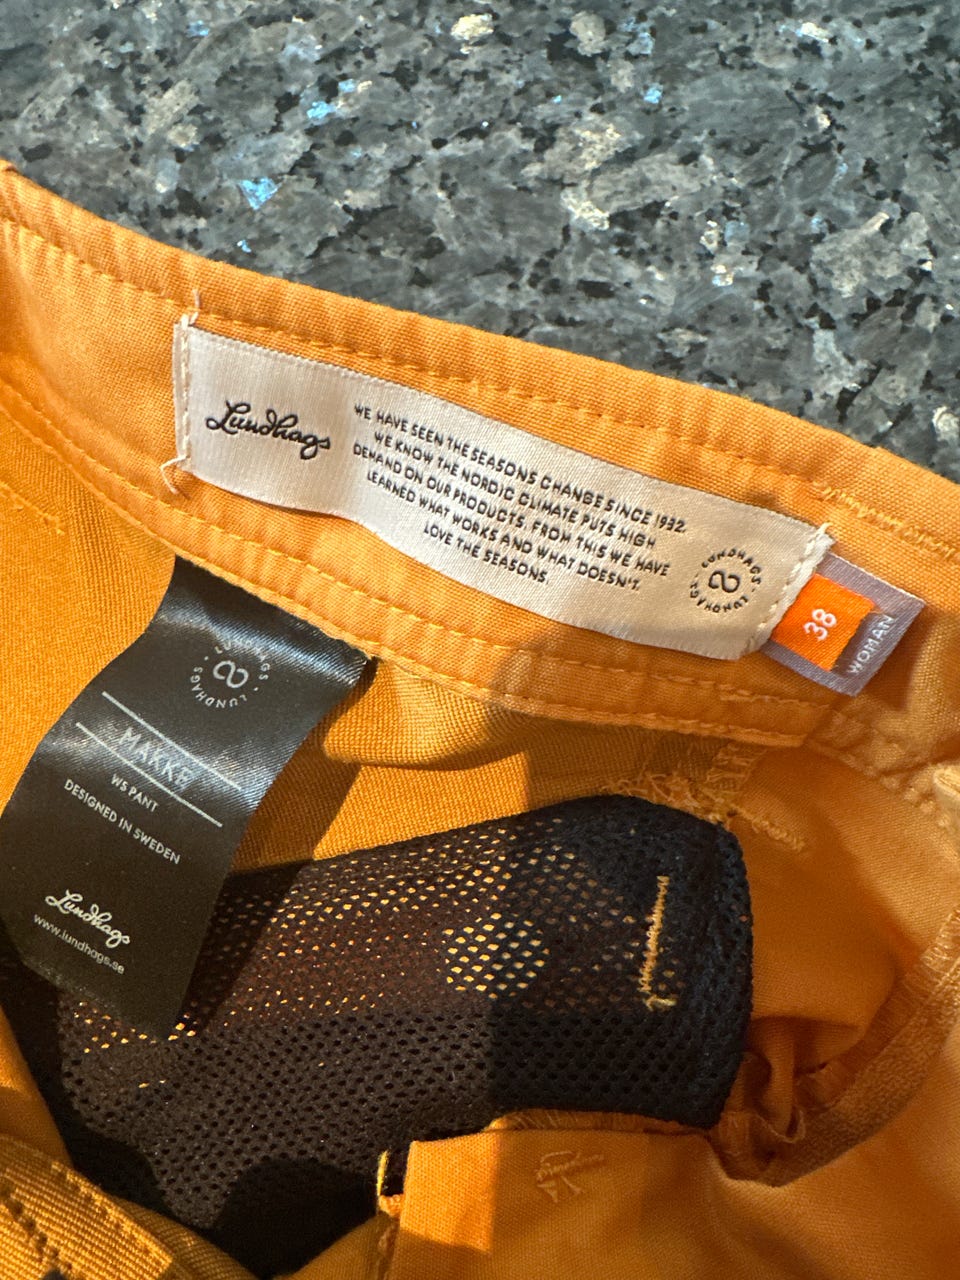 Lundhags
WE HAVE SEEN THE SEASONS CHANGE SINCE 1932.
WE KNOW THE NORDIC CLIMATE PUTS HIGH
DEMAND ON OUR PRODUCTS. FROM THIS WE HAVE
LEARNED WHAT WORKS AND WHAT DOESN'T.
LOVE THE SEASONS.
LUNDHAGS · LUNDHAGS ·
38
WOMAN
LUNDHAGS · LUNDHAGS ·
MAKKE
WS PANT
DESIGNED IN SWEDEN
Lundhags
www.lundhags.se